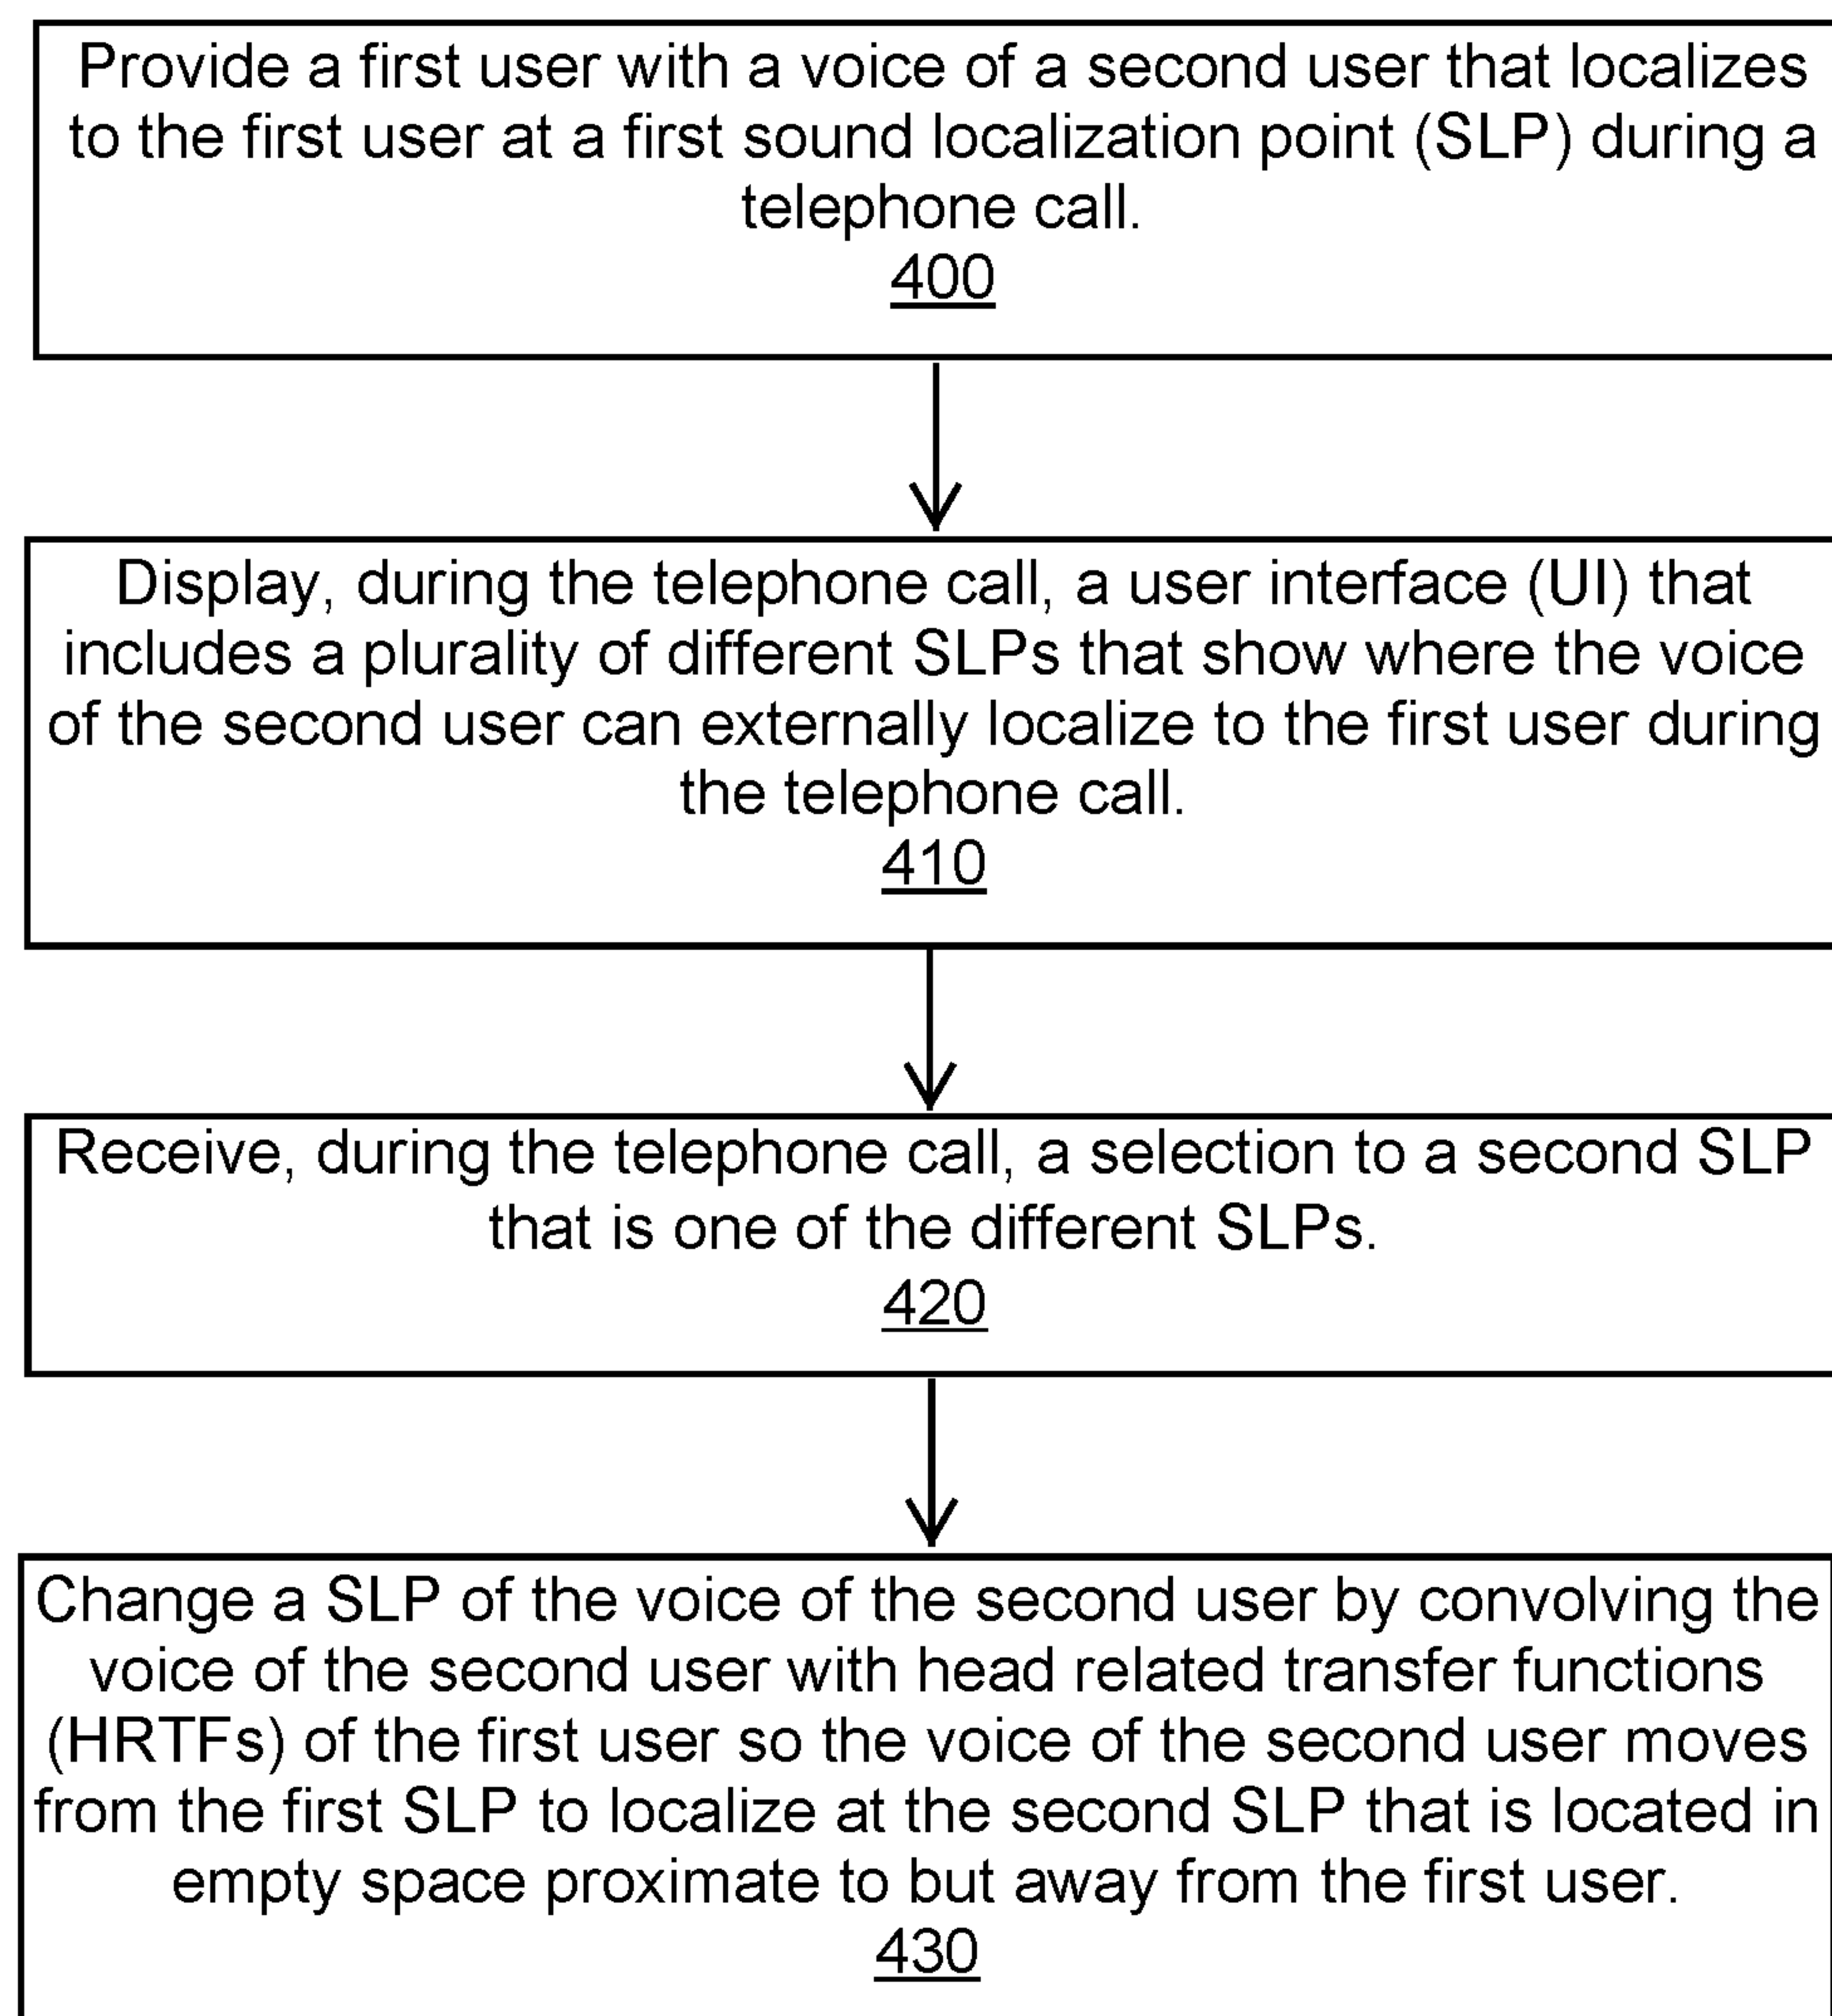 Provide a first user with a voice of a second user that localizes
to the first user at a first sound localization point (SLP) during a
telephone call.
400
Display, during the telephone call, a user interface (UI) that
includes a plurality of different SLPs that show where the voice
of the second user can externally localize to the first user during
the telephone call.
410
Receive, during the telephone call, a selection to a second SLP
that is one of the different SLPs.
420
Change a SLP of the voice of the second user by convolving the
voice of the second user with head related transfer functions
(HRTFs) of the first user so the voice of the second user moves
from the first SLP to localize at the second SLP that is located in
empty space proximate to but away from the first user.
430